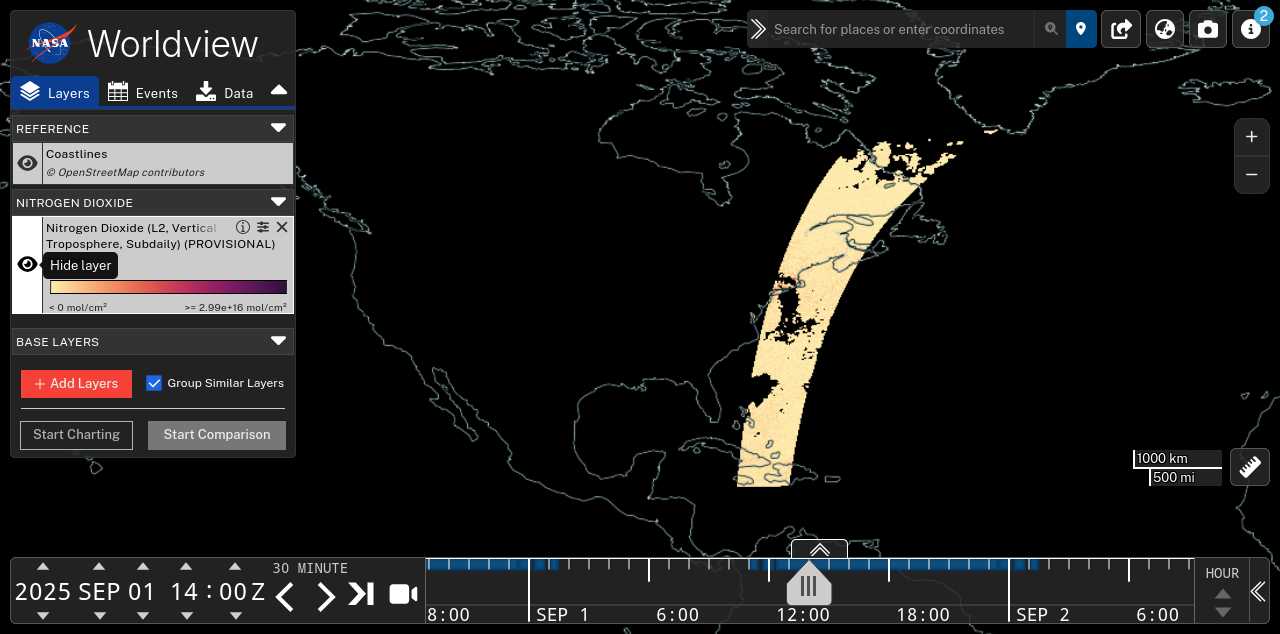 NASA Worldview
Search for places or enter coordinates
2
Layers Events Data
REFERENCE
Coastlines
© OpenStreetMap contributors
NITROGEN DIOXIDE
Nitrogen Dioxide (L2, Vertical
Troposphere, Subdaily) (PROVISIONAL)
Hide layer
< 0 mol/cm² >= 2.99e+16 mol/cm²
BASE LAYERS
+ Add Layers Group Similar Layers
Start Charting Start Comparison
1000 km
500 mi
30 MINUTE
2025 SEP 01 14:00Z
8:00 SEP 1 6:00 12:00 18:00 SEP 2 6:00
HOUR